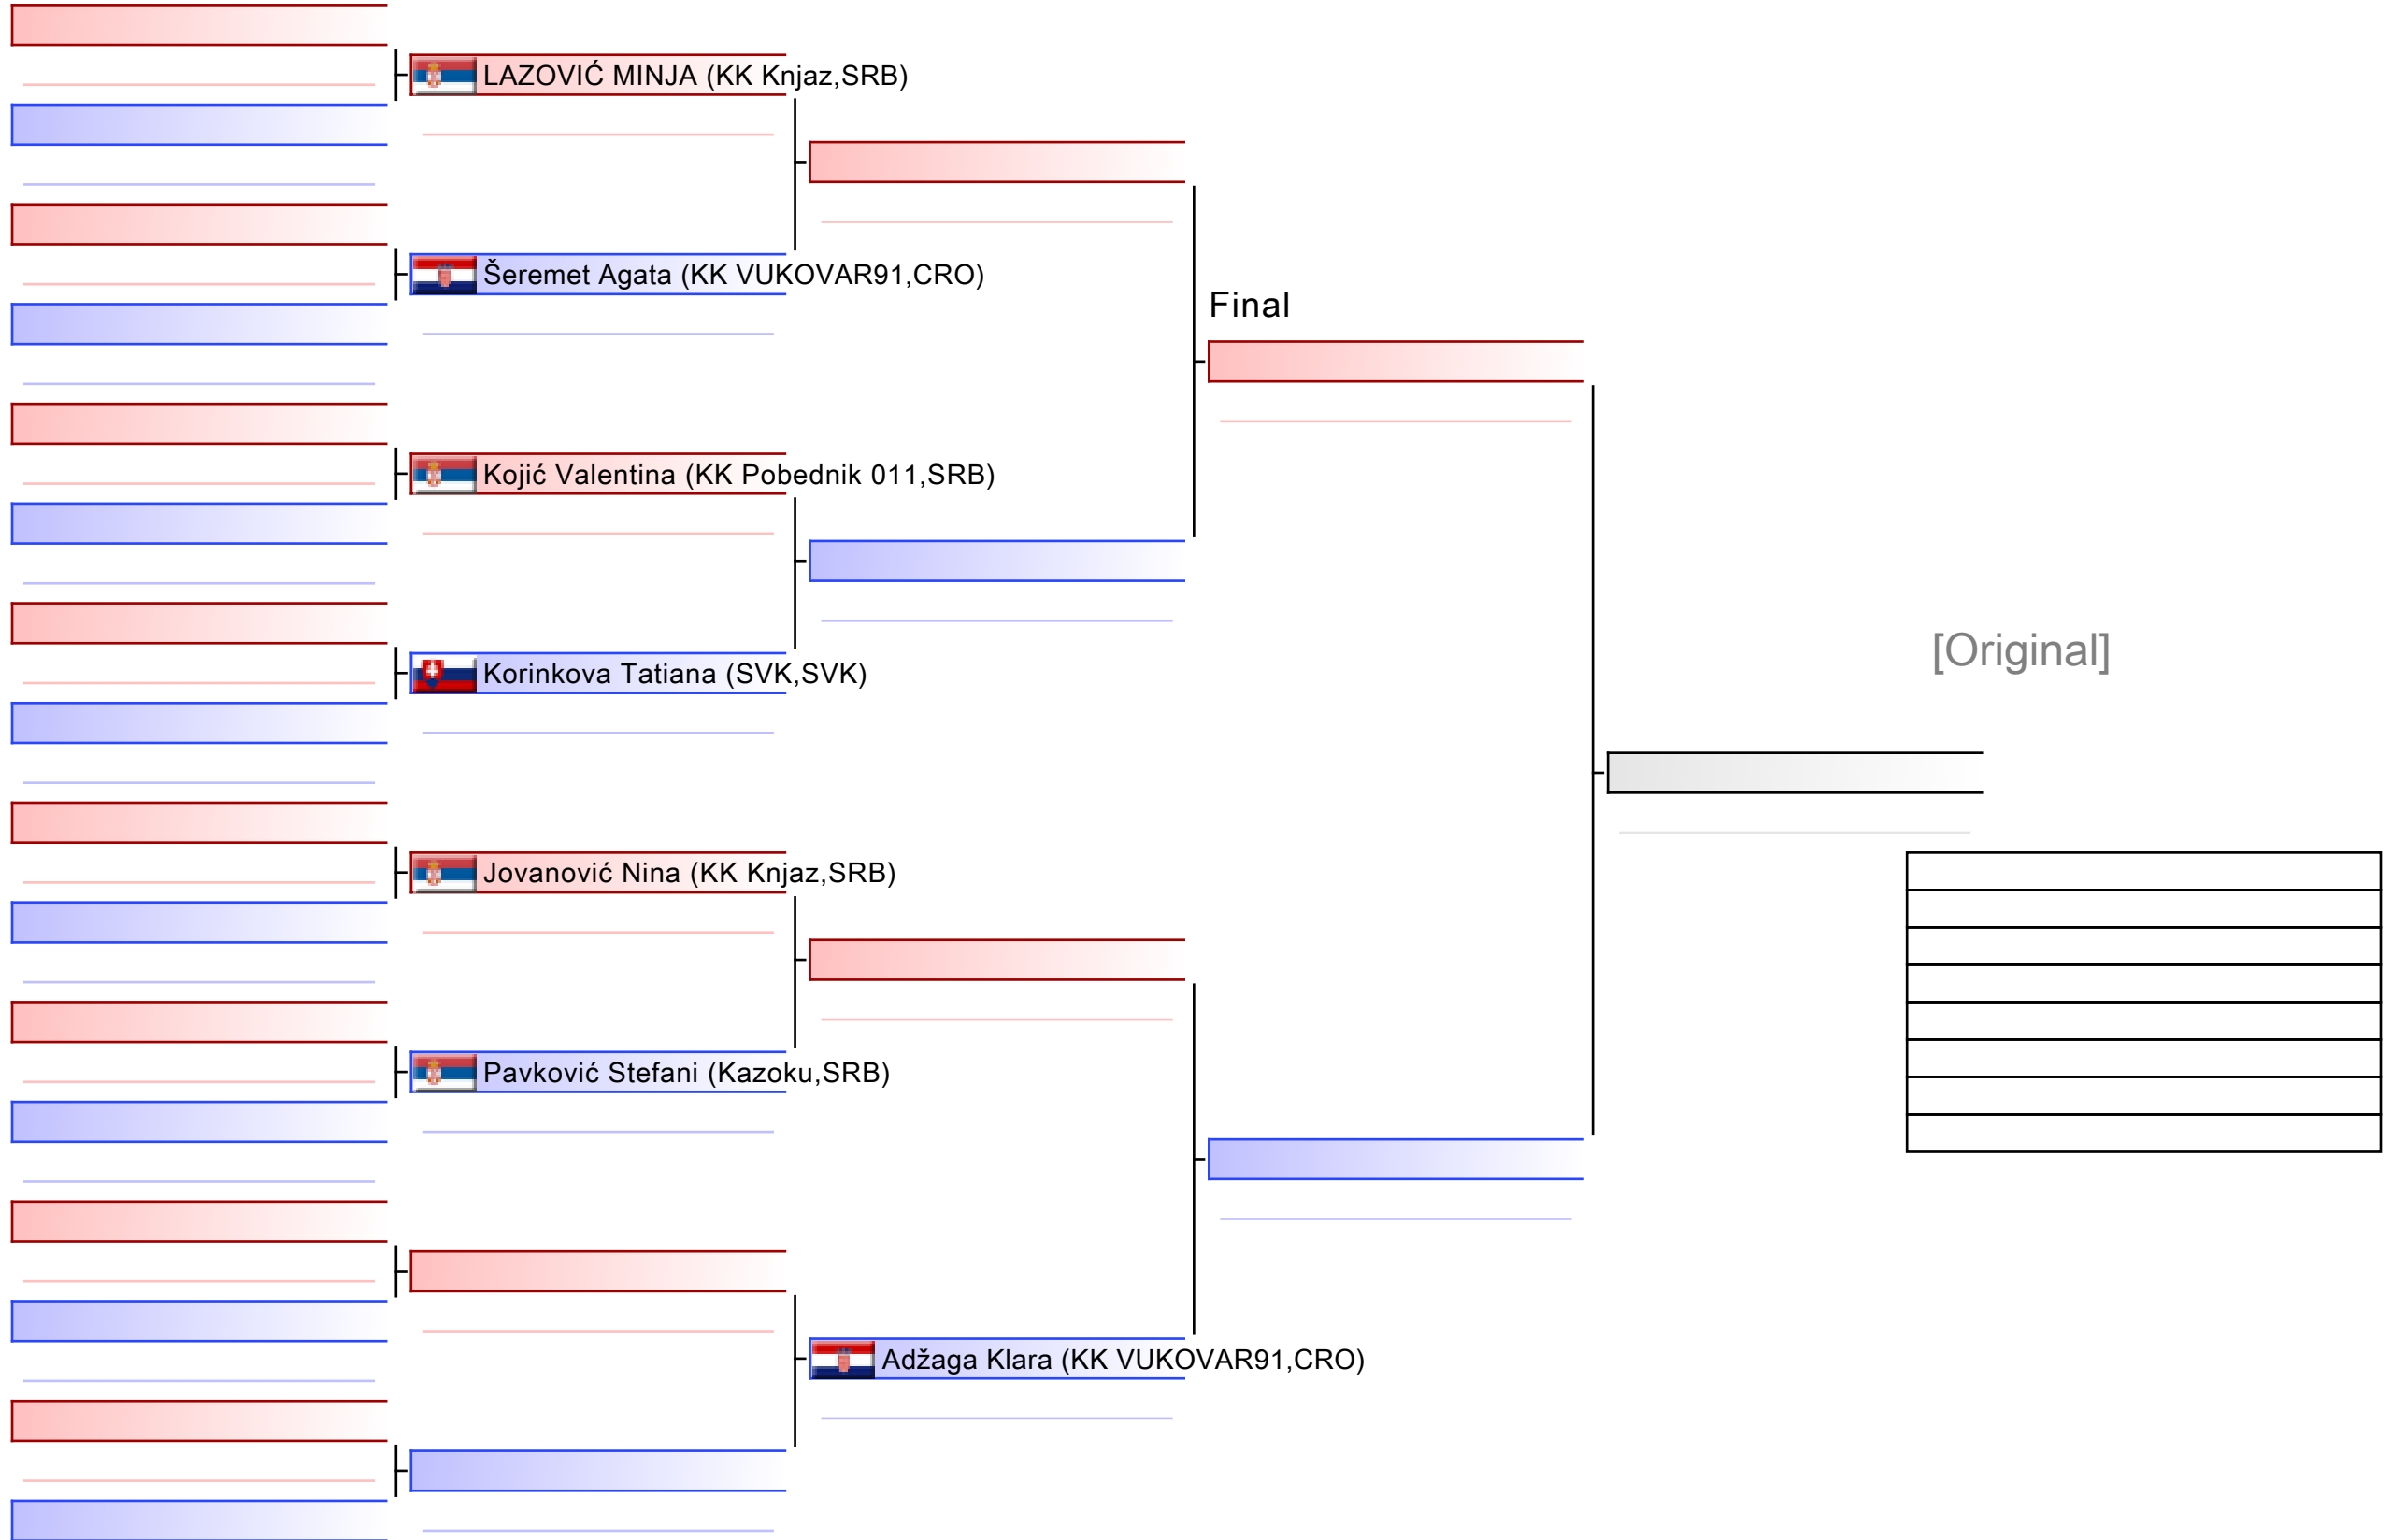 LAZOVIĆ MINJA (KK Knjaz,SRB)
Šeremet Agata (KK VUKOVAR91,CRO)
Final
Kojić Valentina (KK Pobednik 011,SRB)
[Original]
Korinkova Tatiana (SVK,SVK)
Jovanović Nina (KK Knjaz,SRB)
Pavković Stefani (Kazoku,SRB)
Adžaga Klara (KK VUKOVAR91,CRO)